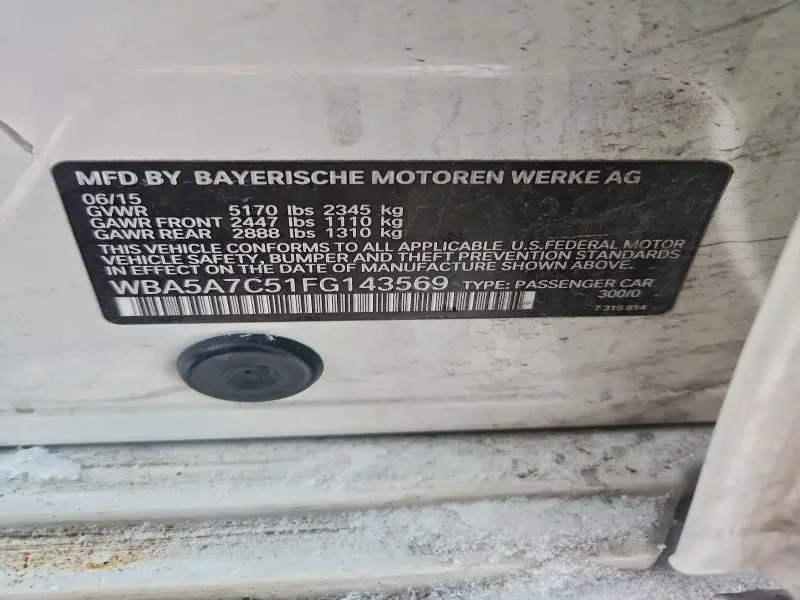 MFD BY BAYERISCHE MOTOREN WERKE AG
06/15
GVWR 5170 lbs 2345 kg
GAWR FRONT 2447 lbs 1110 kg
GAWR REAR 2888 lbs 1310 kg
THIS VEHICLE CONFORMS TO ALL APPLICABLE U.S.FEDERAL MOTOR
VEHICLE SAFETY, BUMPER AND THEFT PREVENTION STANDARDS
IN EFFECT ON THE DATE OF MANUFACTURE SHOWN ABOVE.
WBA5A7C51FG143569 TYPE: PASSENGER CAR
300/0
7 315 814